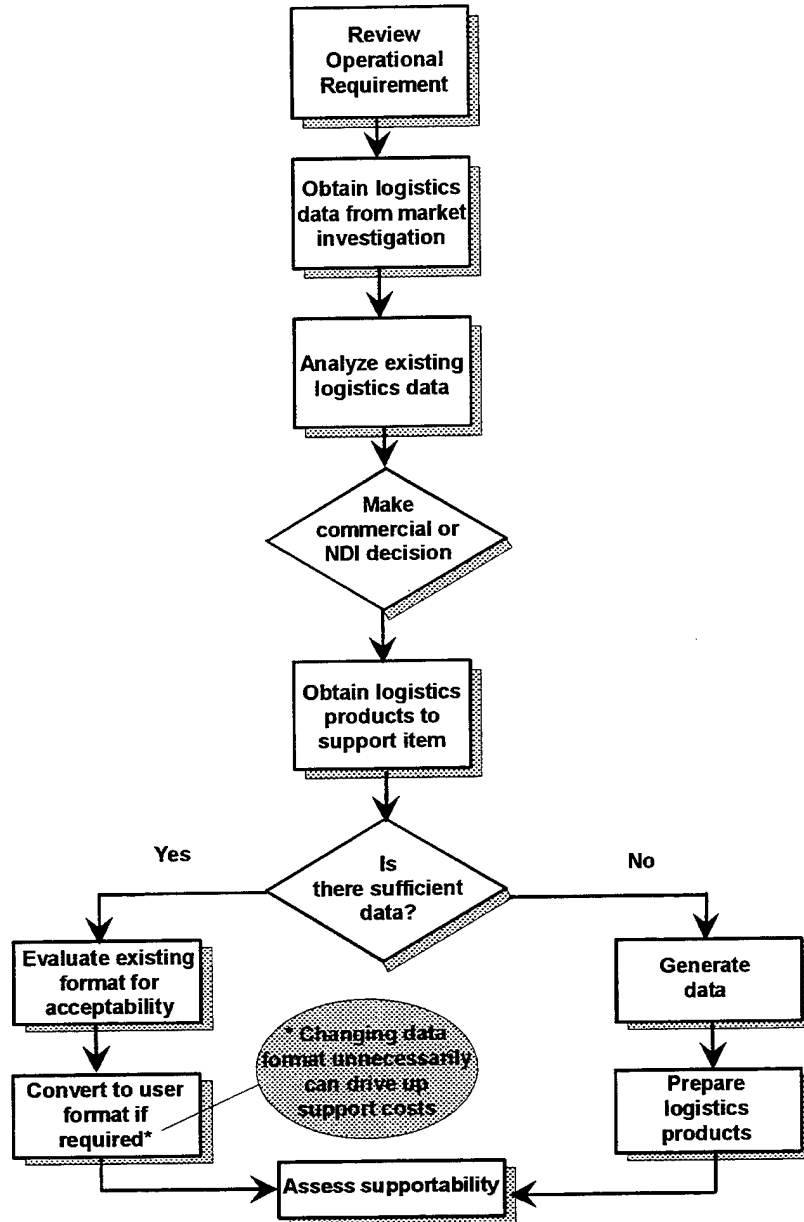 Review
Operational
Requirement
Obtain logistics
data from market
investigation
Analyze existing
logistics data
Make
commercial or
NDI decision
Obtain logistics
products to
support item
Is
there sufficient
data?
Yes
No
Evaluate existing
format for
acceptability
Generate
data
* Changing data
format unnecessarily
can drive up
support costs
Convert to user
format if
required*
Prepare
logistics
products
Assess supportability